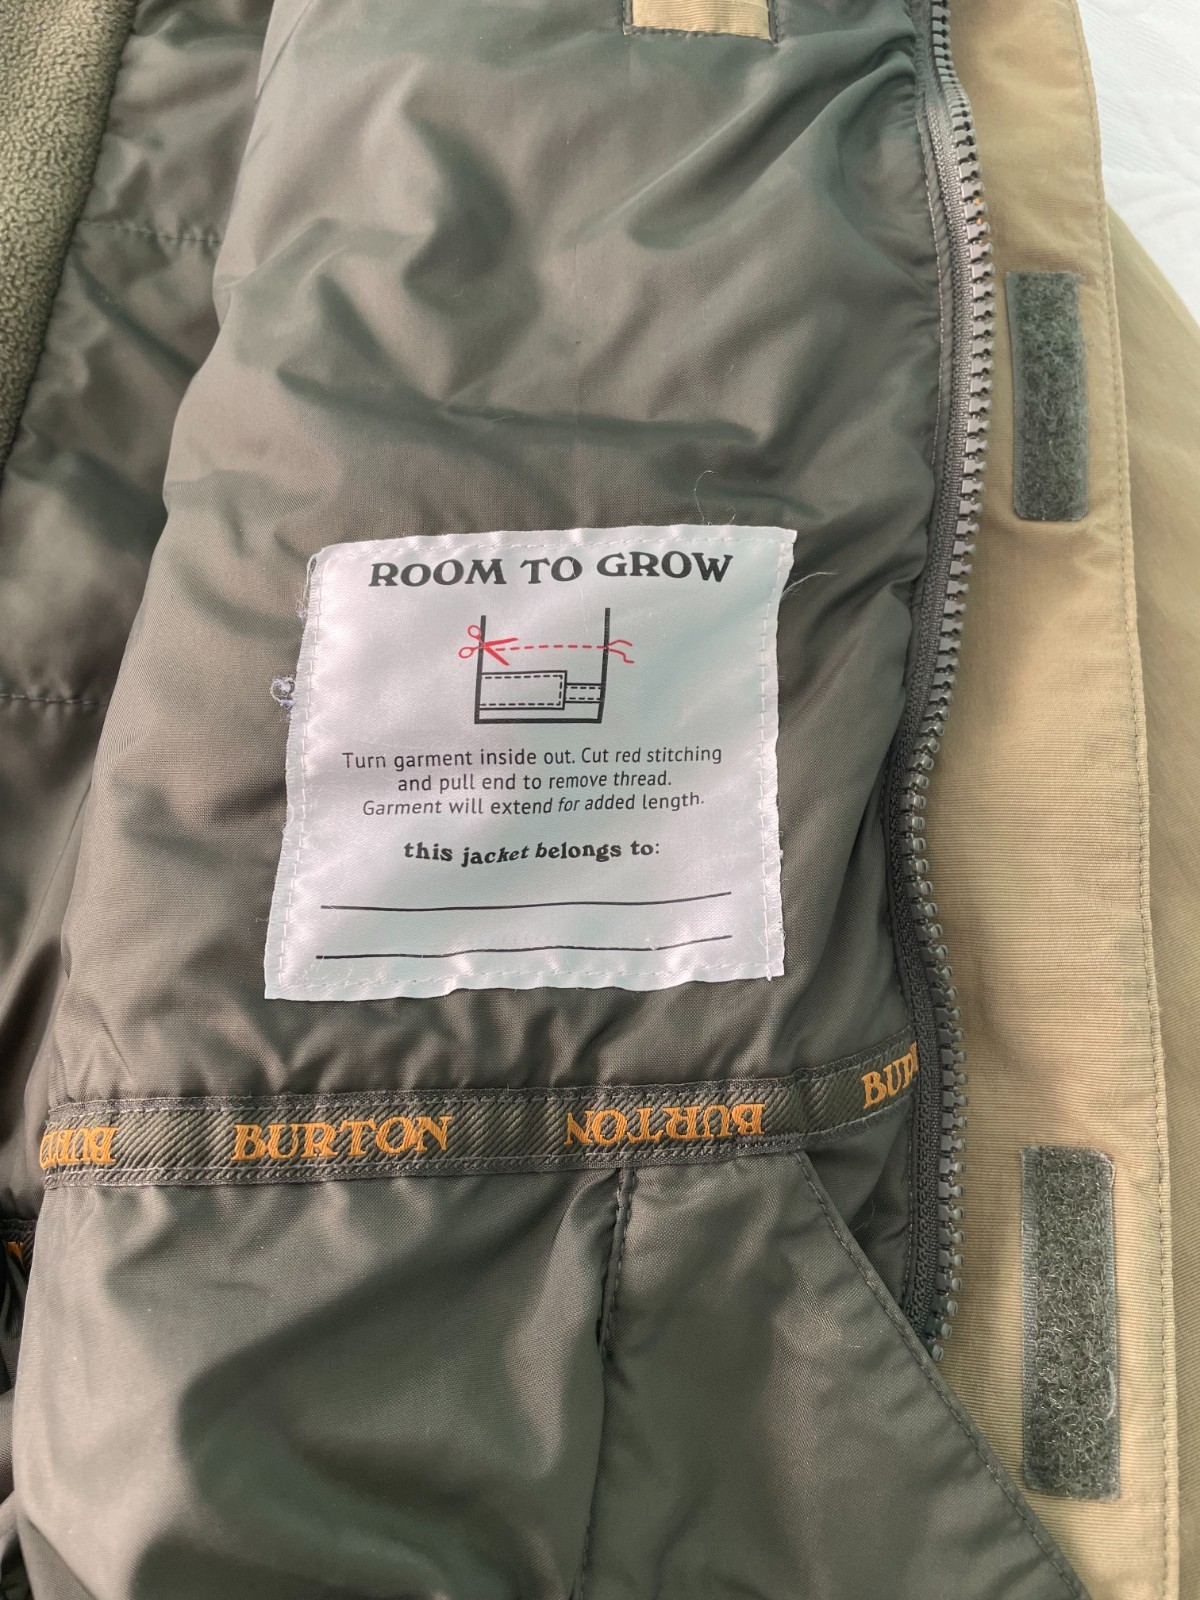 ROOM TO GROW
Turn garment inside out. Cut red stitching
and pull end to remove thread.
Garment will extend for added length.
this jacket belongs to:
BURTON BURTON